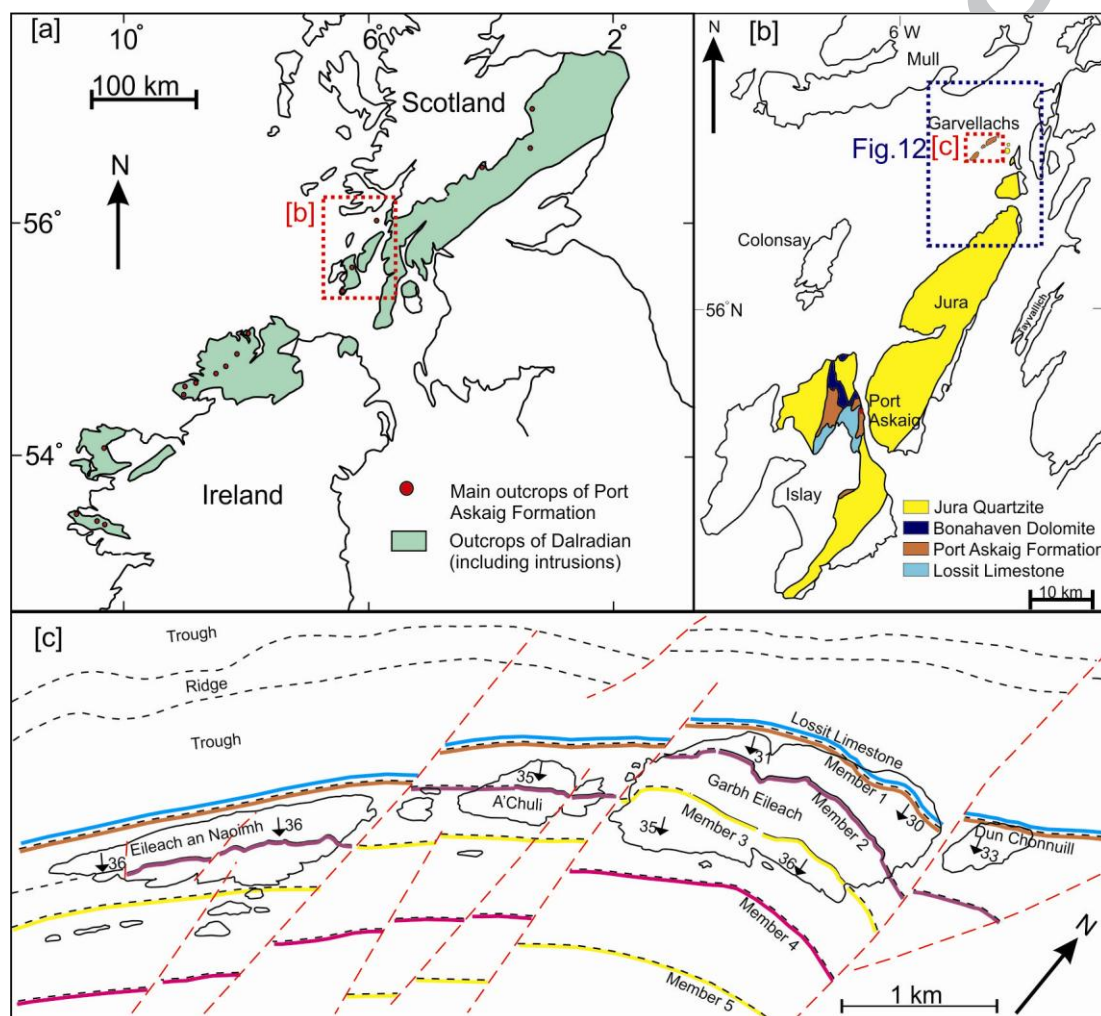 [a]
10°
6°
2°
100 km
Scotland
N
[b]
56°
54°
Ireland
Main outcrops of Port
Askaig Formation
Outcrops of Dalradian
(including intrusions)
[b]
6 W
N
Mull
Garvellachs
Fig.12
[c]
Colonsay
56°N
Jura
Tayvallich
Port
Askaig
Islay
Jura Quartzite
Bonahaven Dolomite
Port Askaig Formation
Lossit Limestone
10 km
[c]
Trough
Ridge
Trough
Lossit Limestone
31
Member 1
35
A'Chuli
Garbh Eileach
Member 2
30
Eileach an Naomh
36
35
Member 3
Dun Chonnuill
33
36
36
Member 4
Member 5
N
1 km